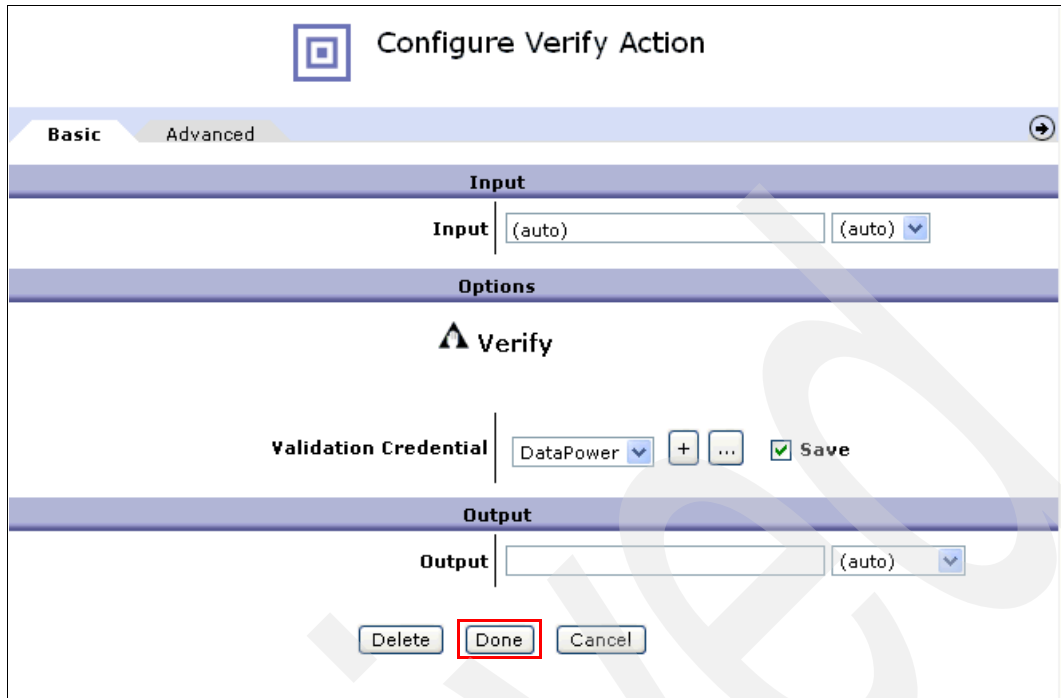 Configure Verify Action
Basic Advanced
Input
Input (auto) (auto)
Options
Verify
Validation Credential DataPower + ... Save
Output
Output (auto)
Delete Done Cancel